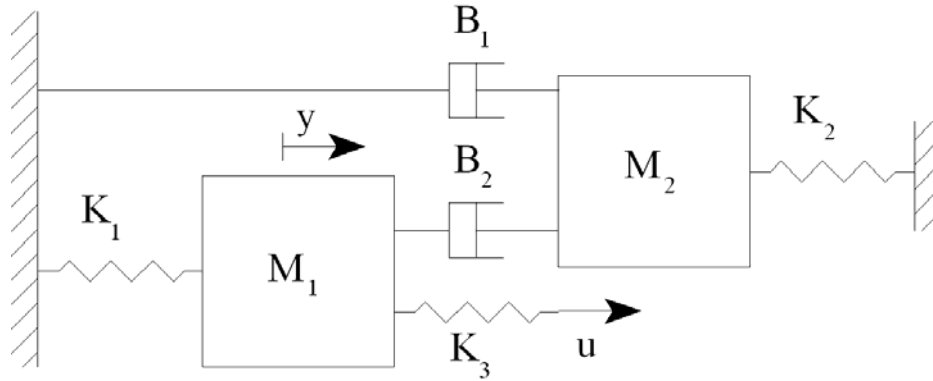 B₁
y
K₂
B₂
M₂
K₁
M₁
K₃
u